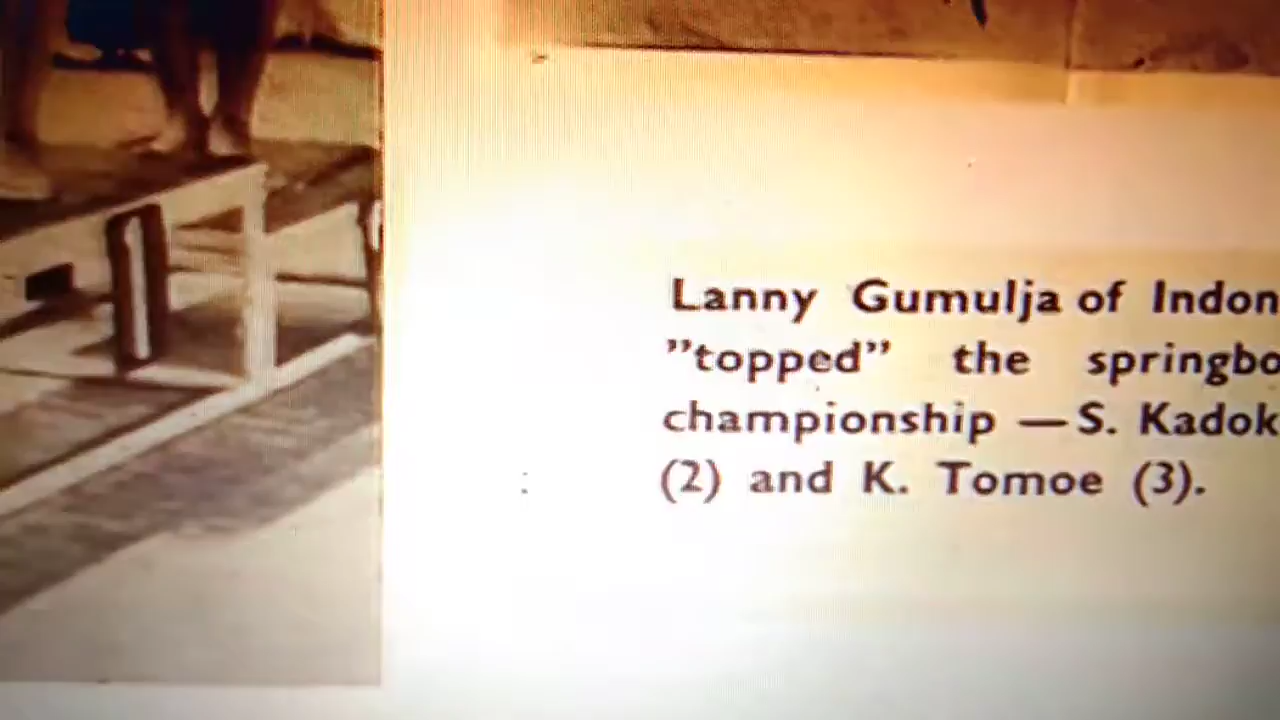 Lanny Gumulja of Indon
”topped” the springbo
championship — S. Kadok
(2) and K. Tomoe (3).